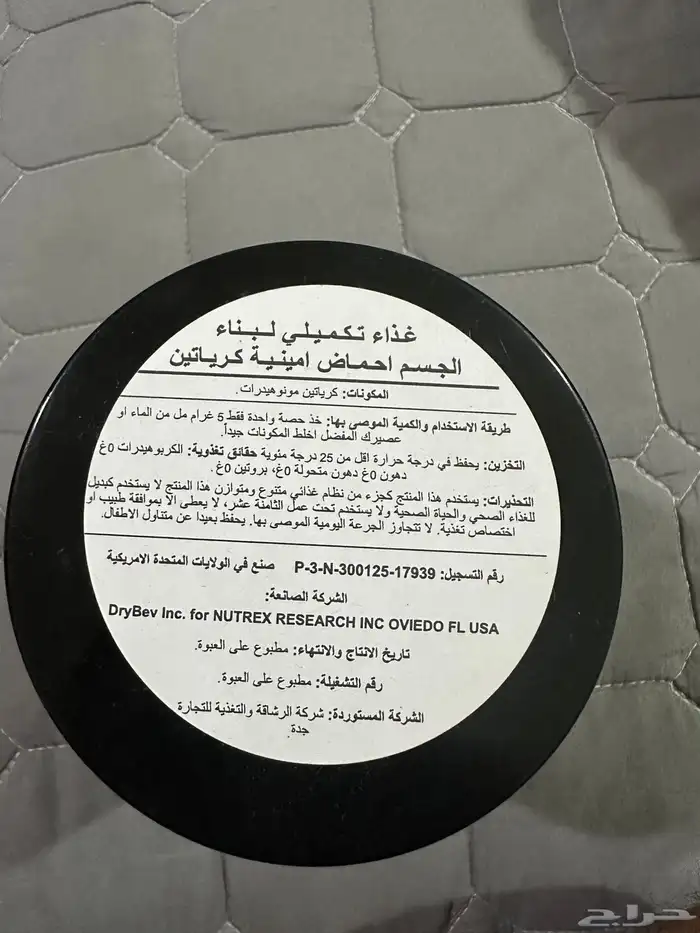 غذاء تكميلي لبناء
الجسم احماض امينية كرياتين
المكونات: كرياتين مونوهيدرات.
طريقة الاستخدام والكمية الموصى بها: خذ حصة واحدة فقط 5 غرام مل من الماء او
عصيرك المفضل اخلط المكونات جيداً.
التخزين: يحفظ في درجة حرارة اقل من 25 درجة مئوية حقائق تغذوية: الكربوهيدرات 0غ
دهون 0غ دهون متحولة 0غ، بروتين 0غ.
التحذيرات: يستخدم هذا المنتج كجزء من نظام غذائي متنوع ومتوازن هذا المنتج لا يستخدم كبديل
للغذاء الصحي والحياة الصحية ولا يستخدم تحت عمل الثامنة عشر، لا يعطى الا بموافقة طبيب او
اختصاص تغذية. لا تتجاوز الجرعة اليومية الموصى بها. يحفظ بعيدا عن متناول الاطفال.
رقم التسجيل: P-3-N-300125-17939 صنع في الولايات المتحدة الامريكية
الشركة الصانعة:
DryBev Inc. for NUTREX RESEARCH INC OVIEDO FL USA
تاريخ الانتاج والانتهاء: مطبوع على العبوة.
رقم التشغيلة: مطبوع على العبوة.
الشركة المستوردة: شركة الرشاقة والتغذية للتجارة
جدة
حراج